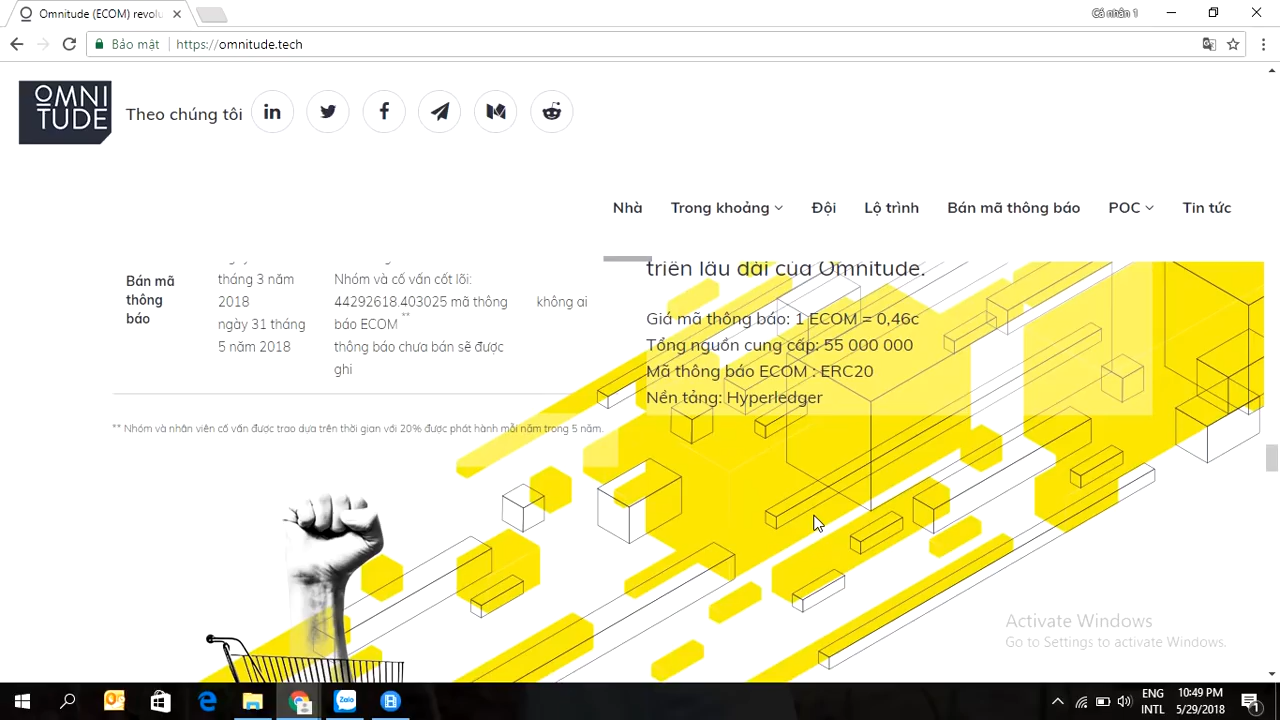 Omnitude (ECOM) revolu
Cá nhân 1
Bảo mật
https://omnitude.tech
OMNI
TUDE
Theo chúng tôi
Nhà
Trong khoảng
Đội
Lộ trình
Bán mã thông báo
POC
Tin tức
Bán mã
thông
báo
tháng 3 năm
2018
ngày 31 tháng
5 năm 2018
Nhóm và cố vấn cốt lõi:
44292618.403025 mã thông
báo ECOM **
thông báo chưa bán sẽ được
ghi
không ai
triển lâu dài của Omnitude.
Giá mã thông báo: 1 ECOM = 0,46c
Tổng nguồn cung cấp: 55 000 000
Mã thông báo ECOM : ERC20
Nền tảng: Hyperledger
** Nhóm và nhân viên cố vấn được trao dựa trên thời gian với 20% được phát hành mỗi năm trong 5 năm.
Activate Windows
Go to Settings to activate Windows.
Zalo
ENG
INTL
10:49 PM
5/29/2018
1